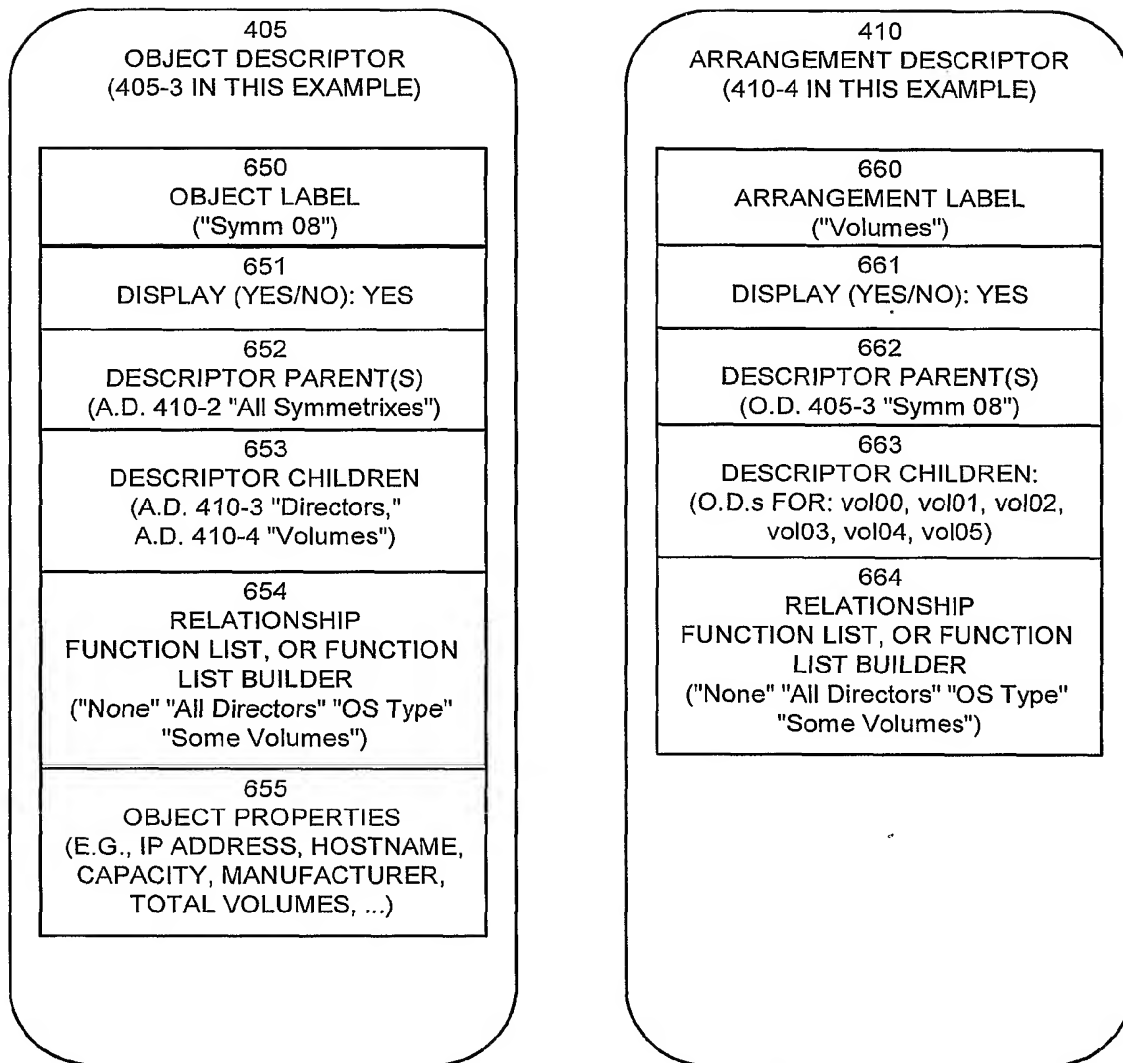 405
OBJECT DESCRIPTOR
(405-3 IN THIS EXAMPLE)
650
OBJECT LABEL
("Symm 08")
651
DISPLAY (YES/NO): YES
652
DESCRIPTOR PARENT(S)
(A.D. 410-2 "All Symmetrixes")
653
DESCRIPTOR CHILDREN
(A.D. 410-3 "Directors,"
A.D. 410-4 "Volumes")
654
RELATIONSHIP
FUNCTION LIST, OR FUNCTION
LIST BUILDER
("None" "All Directors" "OS Type"
"Some Volumes")
655
OBJECT PROPERTIES
(E.G., IP ADDRESS, HOSTNAME,
CAPACITY, MANUFACTURER,
TOTAL VOLUMES, ...)
410
ARRANGEMENT DESCRIPTOR
(410-4 IN THIS EXAMPLE)
660
ARRANGEMENT LABEL
("Volumes")
661
DISPLAY (YES/NO): YES
662
DESCRIPTOR PARENT(S)
(O.D. 405-3 "Symm 08")
663
DESCRIPTOR CHILDREN:
(O.D.s FOR: vol00, vol01, vol02,
vol03, vol04, vol05)
664
RELATIONSHIP
FUNCTION LIST, OR FUNCTION
LIST BUILDER
("None" "All Directors" "OS Type"
"Some Volumes")